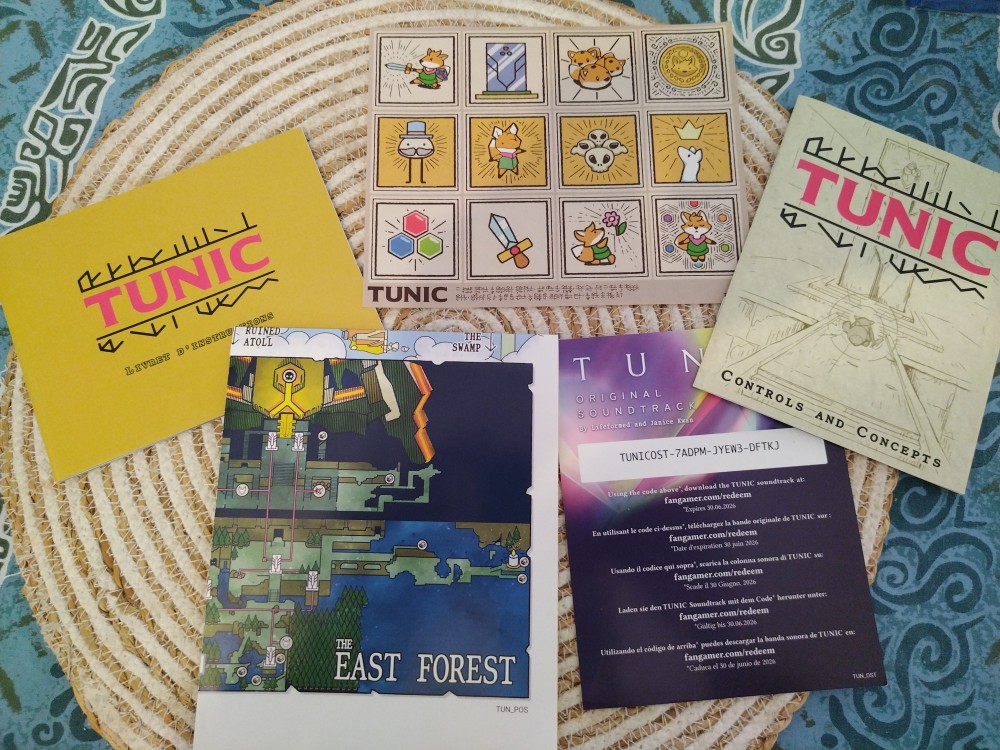 TUNIC
TUNIC
LIVRET D'INSTRUCTIONS
TUNIC
CONTROLS AND CONCEPTS
RUINED
ATOLL
THE
SWAMP
THE
EAST FOREST
TUN_POS
TUN
ORIGINAL
SOUNDTRACK
By Lifeformed and Janice Kwan
TUNICOST-7ADPM-JYEW3-DFTKJ
Using the code above*, download the TUNIC soundtrack at:
fangamer.com/redeem
*Expires 30.06.2026
En utilisant le code ci-dessus*, téléchargez la bande originale de TUNIC sur :
fangamer.com/redeem
*Date d'expiration 30 juin 2026
Usando il codice qui sopra*, scarica la colonna sonora di TUNIC su:
fangamer.com/redeem
*Scade il 30 Giugno, 2026
Laden sie den TUNIC Soundtrack mit dem Code* herunter unter:
fangamer.com/redeem
*Gültig bis 30.06.2026
Utilizando el código de arriba* puedes descargar la banda sonora de TUNIC en:
fangamer.com/redeem
*Caduca el 30 de junio de 2026
TUN_OST